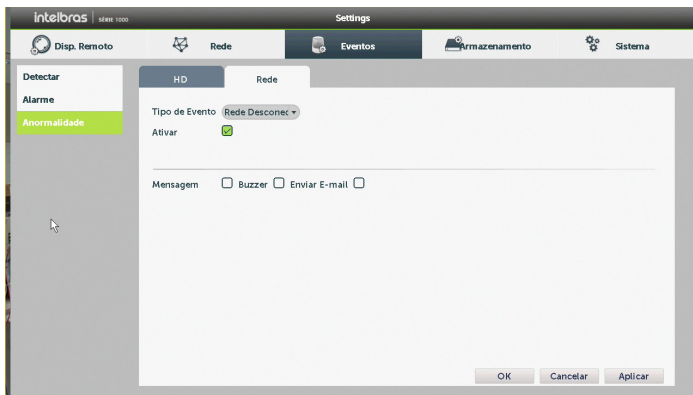 intelbras SÉRIE 1000 Settings
Disp. Remoto Rede Eventos Armazenamento Sistema
Detectar
Alarme
Anormalidade
HD Rede
Tipo de Evento Rede Desconec
Ativar
Mensagem Buzzer Enviar E-mail
OK Cancelar Aplicar